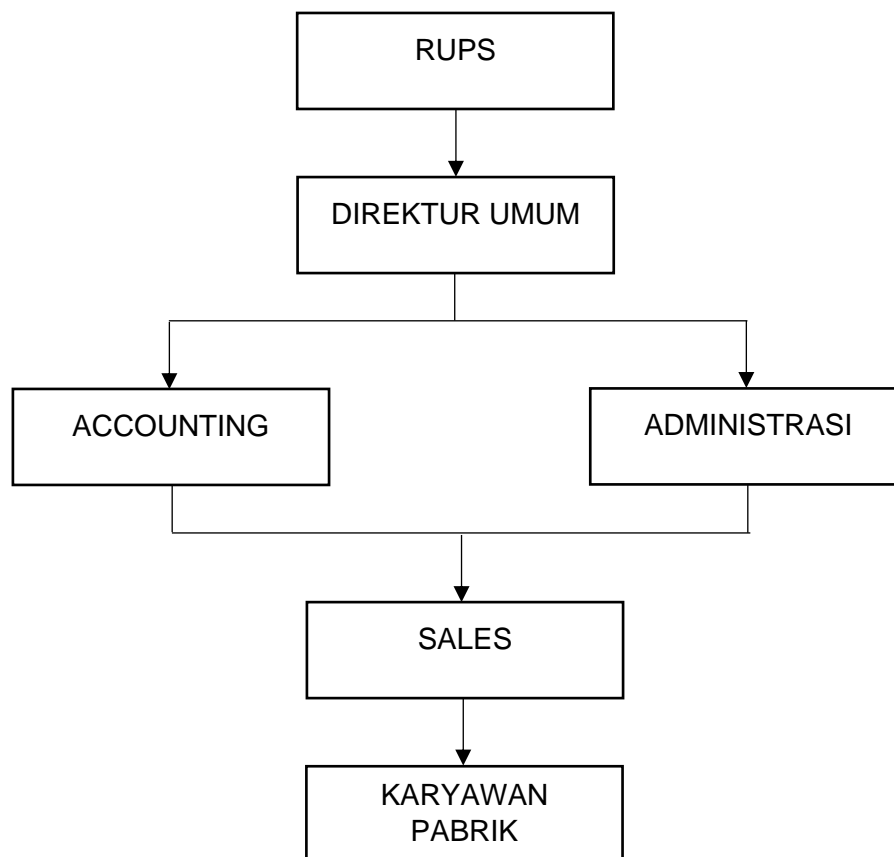 RUPS
DIREKTUR UMUM
ACCOUNTING
ADMINISTRASI
SALES
KARYAWAN
PABRIK